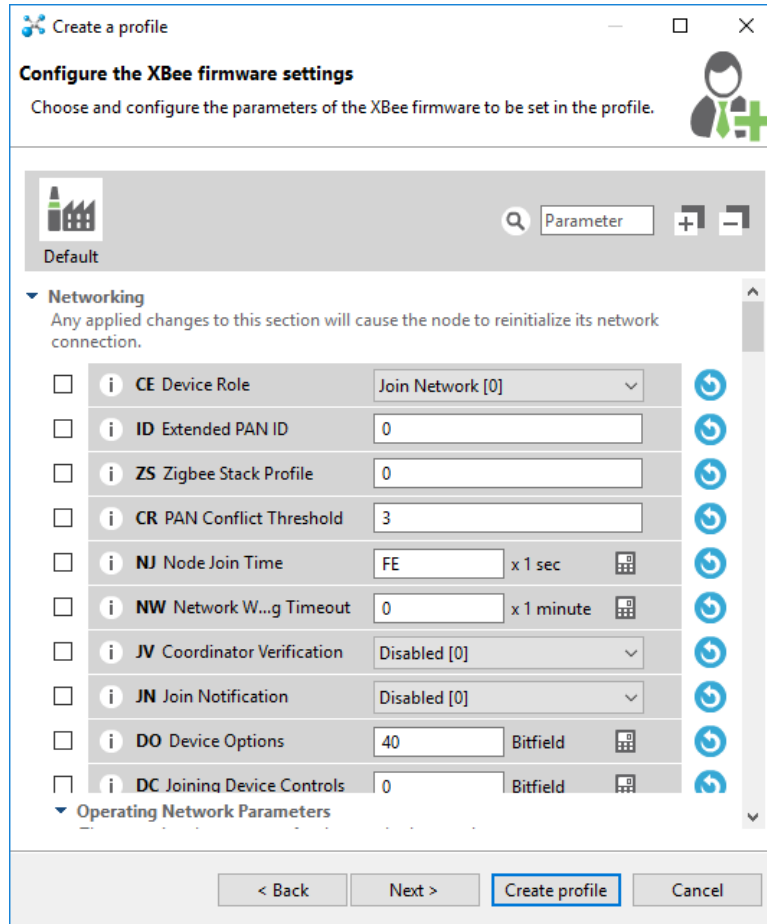 Create a profile
Configure the XBee firmware settings
Choose and configure the parameters of the XBee firmware to be set in the profile.
Parameter
Default
Networking
Any applied changes to this section will cause the node to reinitialize its network
connection.
i CE Device Role Join Network [0]
i ID Extended PAN ID 0
i ZS Zigbee Stack Profile 0
i CR PAN Conflict Threshold 3
i NJ Node Join Time FE x 1 sec
i NW Network W...g Timeout 0 x 1 minute
i JV Coordinator Verification Disabled [0]
i JN Join Notification Disabled [0]
i DO Device Options 40 Bitfield
i DC Joining Device Controls 0 Bitfield
Operating Network Parameters
< Back Next > Create profile Cancel